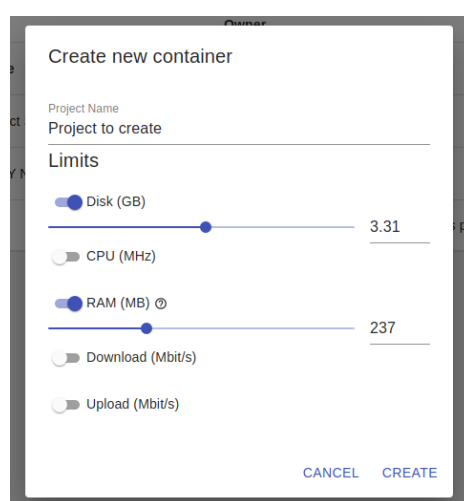 Owner
Create new container
Project Name
Project to create
Limits
Disk (GB)
3.31
CPU (MHz)
RAM (MB)
237
Download (Mbit/s)
Upload (Mbit/s)
CANCEL CREATE